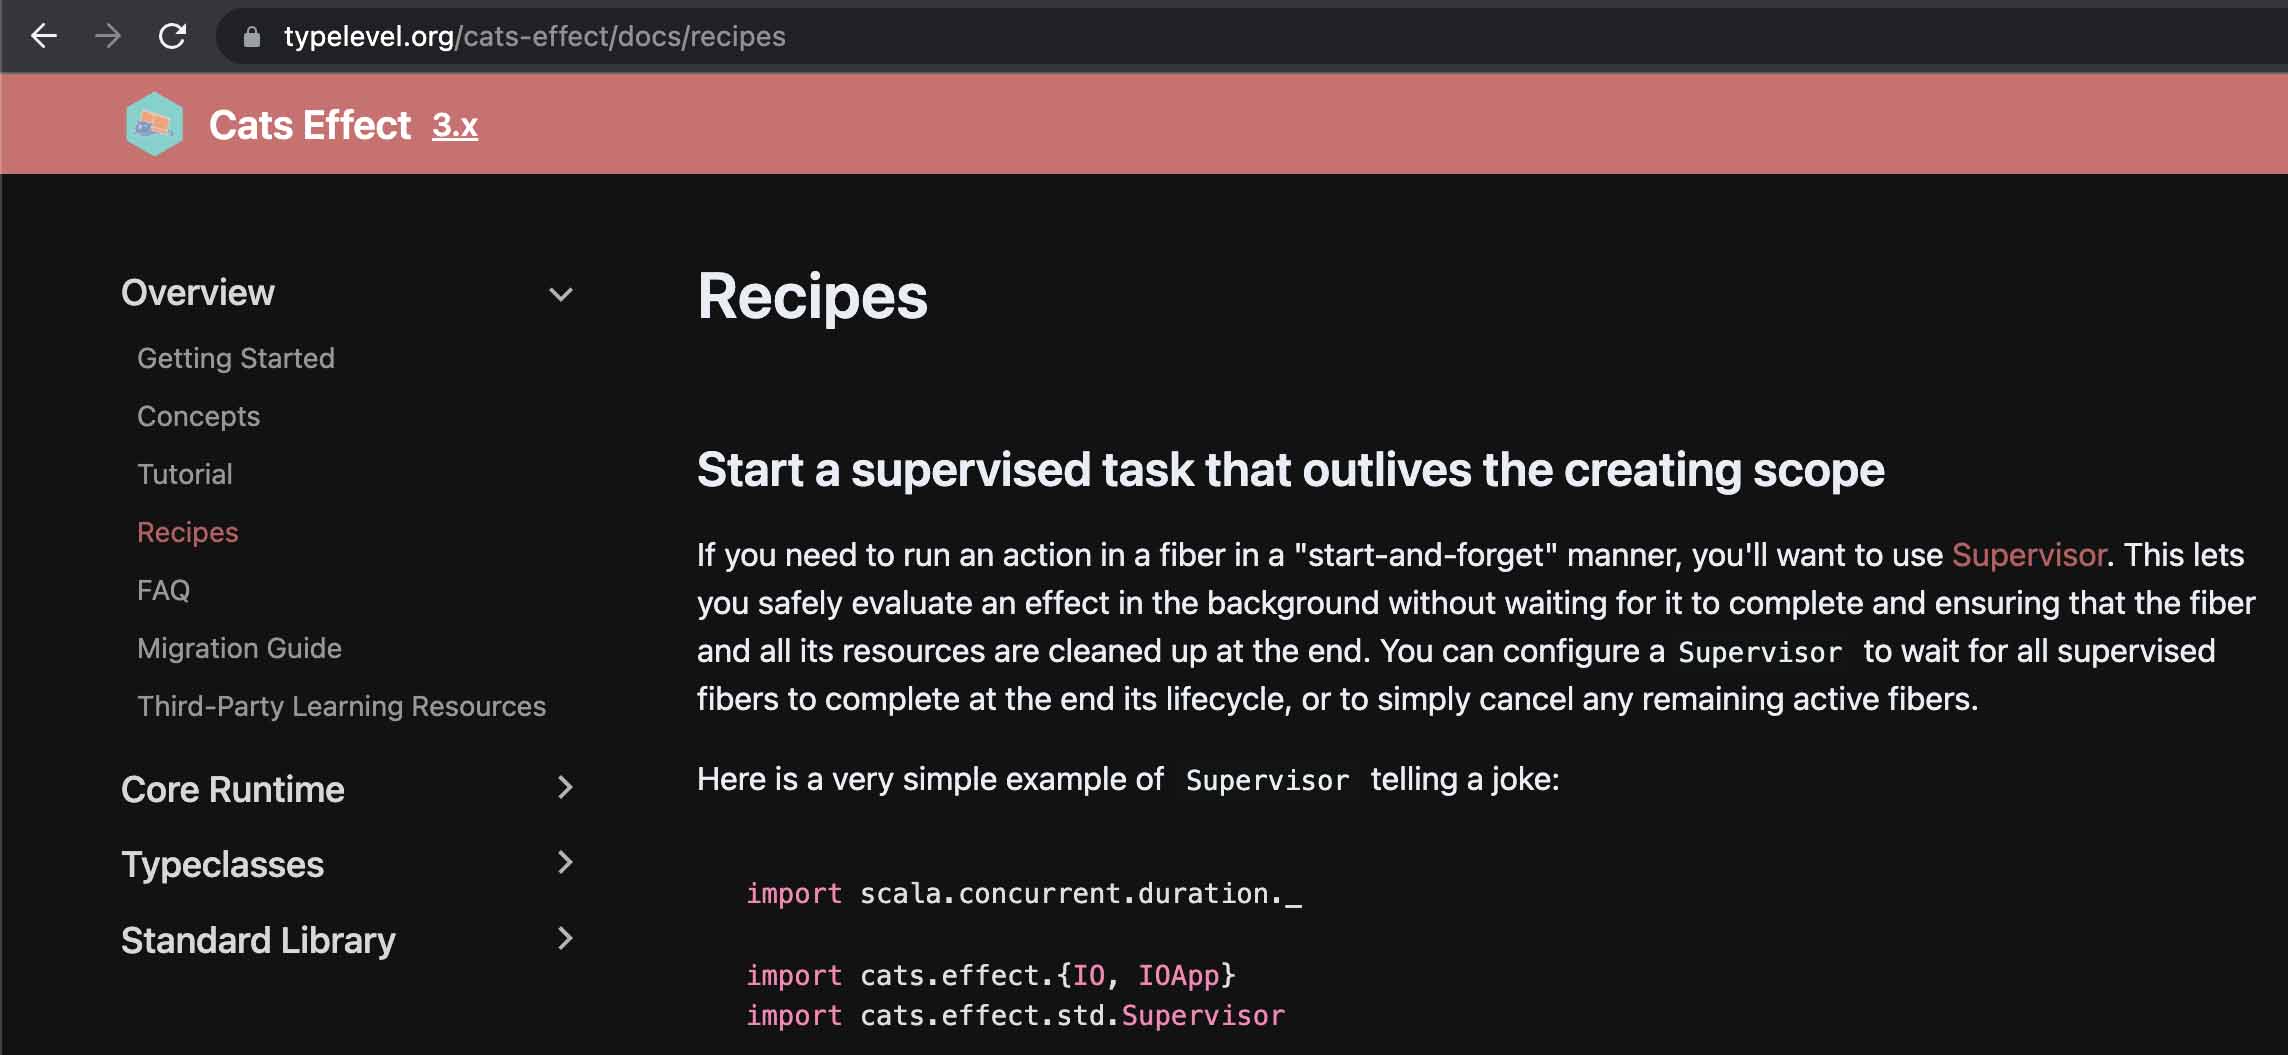 typelevel.org/cats-effect/docs/recipes
Cats Effect 3.x
Overview
Getting Started
Concepts
Tutorial
Recipes
FAQ
Migration Guide
Third-Party Learning Resources
Core Runtime
Typeclasses
Standard Library
Recipes
Start a supervised task that outlives the creating scope
If you need to run an action in a fiber in a "start-and-forget" manner, you'll want to use Supervisor. This lets
you safely evaluate an effect in the background without waiting for it to complete and ensuring that the fiber
and all its resources are cleaned up at the end. You can configure a Supervisor to wait for all supervised
fibers to complete at the end its lifecycle, or to simply cancel any remaining active fibers.
Here is a very simple example of Supervisor telling a joke:
import scala.concurrent.duration._
import cats.effect.{IO, IOApp}
import cats.effect.std.Supervisor